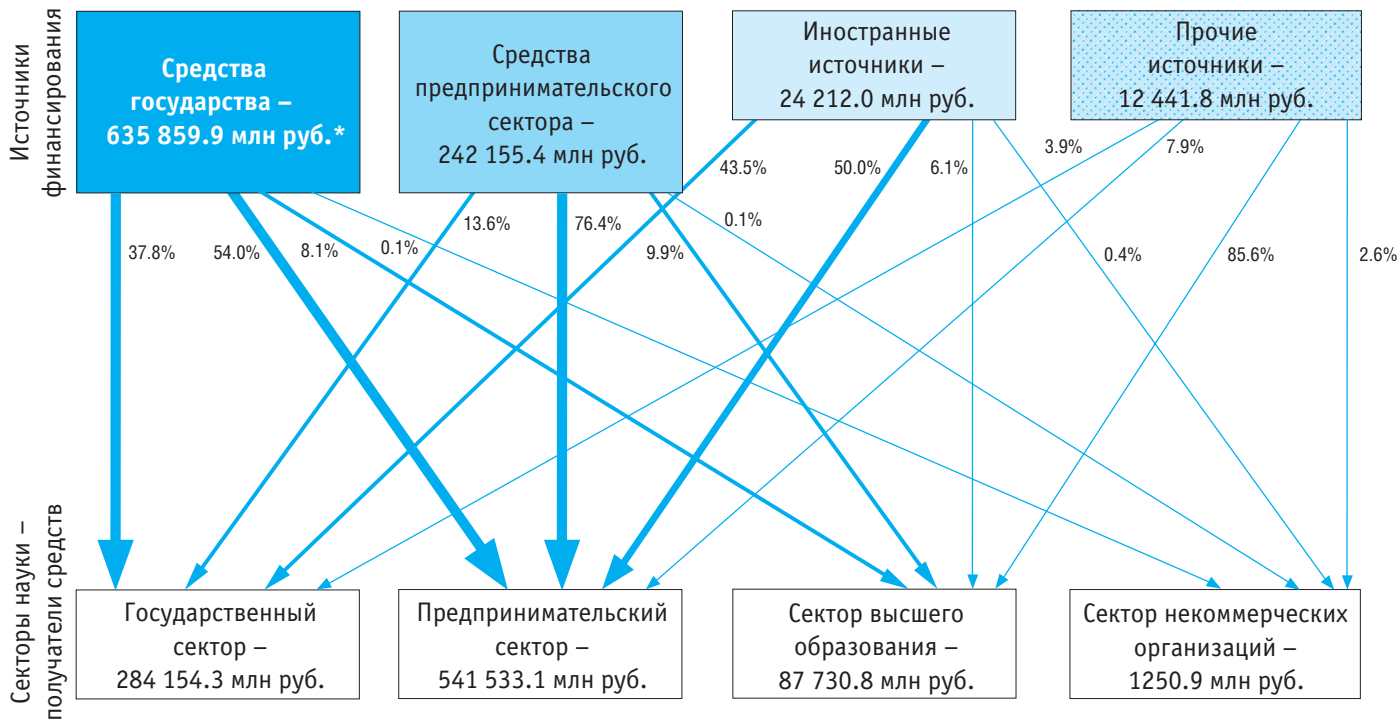 Источники
финансирования
Средства
государства –
635 859.9 млн руб.*
Средства
предпринимательского
сектора –
242 155.4 млн руб.
Иностранные
источники –
24 212.0 млн руб.
Прочие
источники –
12 441.8 млн руб.
37.8%
54.0%
8.1%
0.1%
13.6%
76.4%
9.9%
0.1%
43.5%
50.0%
6.1%
0.4%
3.9%
7.9%
85.6%
2.6%
Секторы науки –
получатели средств
Государственный
сектор –
284 154.3 млн руб.
Предпринимательский
сектор –
541 533.1 млн руб.
Сектор высшего
образования –
87 730.8 млн руб.
Сектор некоммерческих
организаций –
1250.9 млн руб.